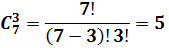 C₇³ = 7! / (7 − 3)! 3! = 5